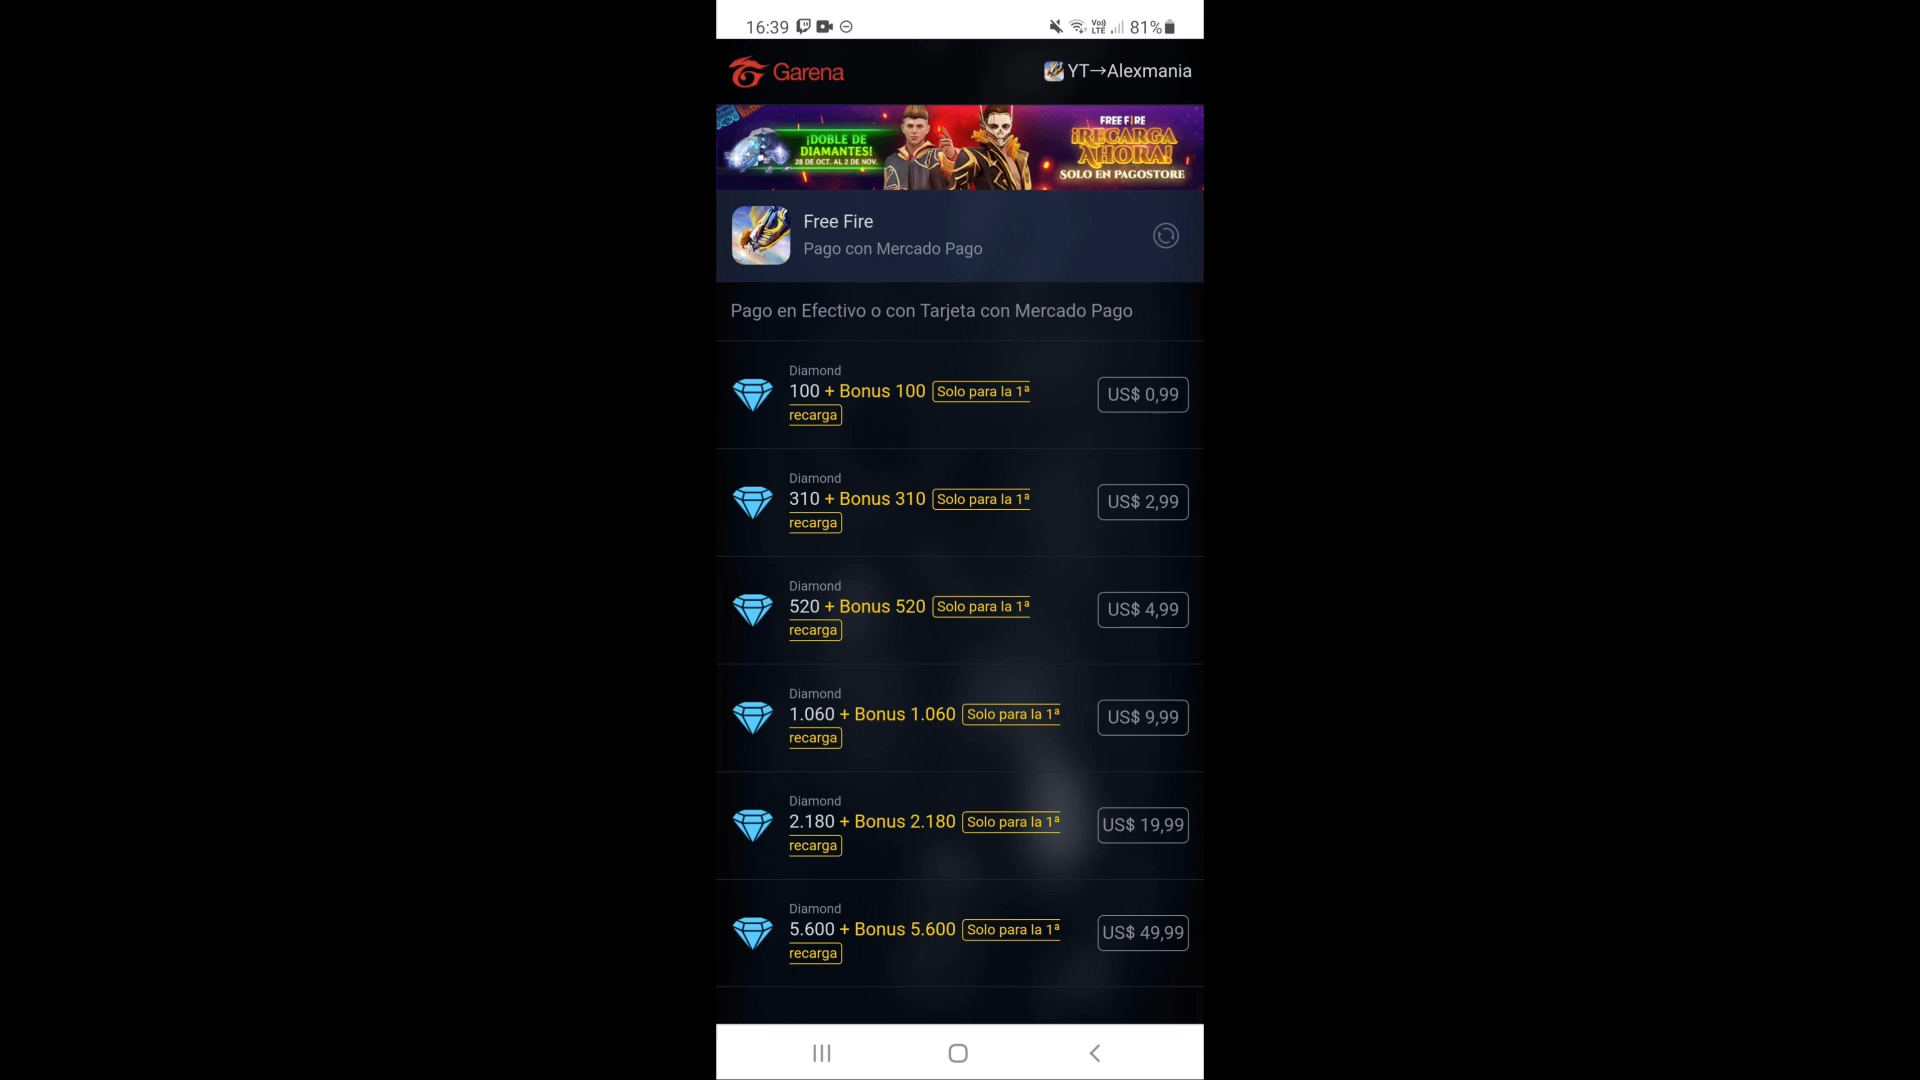 16:39 81%
Garena YT→Alexmania
¡DOBLE DE
DIAMANTES!
28 DE OCT. AL 2 DE NOV.
FREE FIRE
¡RECARGA
AHORA!
SOLO EN PAGOSTORE
Free Fire
Pago con Mercado Pago
Pago en Efectivo o con Tarjeta con Mercado Pago
Diamond
100 + Bonus 100 Solo para la 1ª
recarga
US$ 0,99
Diamond
310 + Bonus 310 Solo para la 1ª
recarga
US$ 2,99
Diamond
520 + Bonus 520 Solo para la 1ª
recarga
US$ 4,99
Diamond
1.060 + Bonus 1.060 Solo para la 1ª
recarga
US$ 9,99
Diamond
2.180 + Bonus 2.180 Solo para la 1ª
recarga
US$ 19,99
Diamond
5.600 + Bonus 5.600 Solo para la 1ª
recarga
US$ 49,99